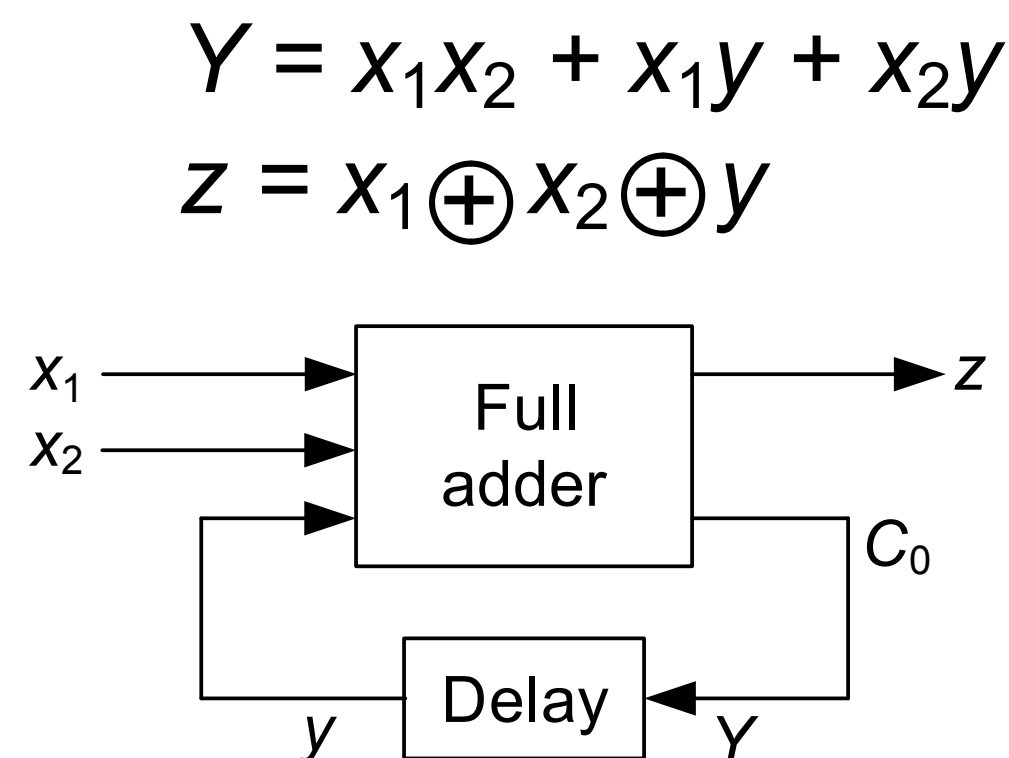 Y = x₁x₂ + x₁y + x₂y
z = x₁⊕x₂⊕y
x₁
z
Full
x₂
adder
C₀
Delay
y
Y